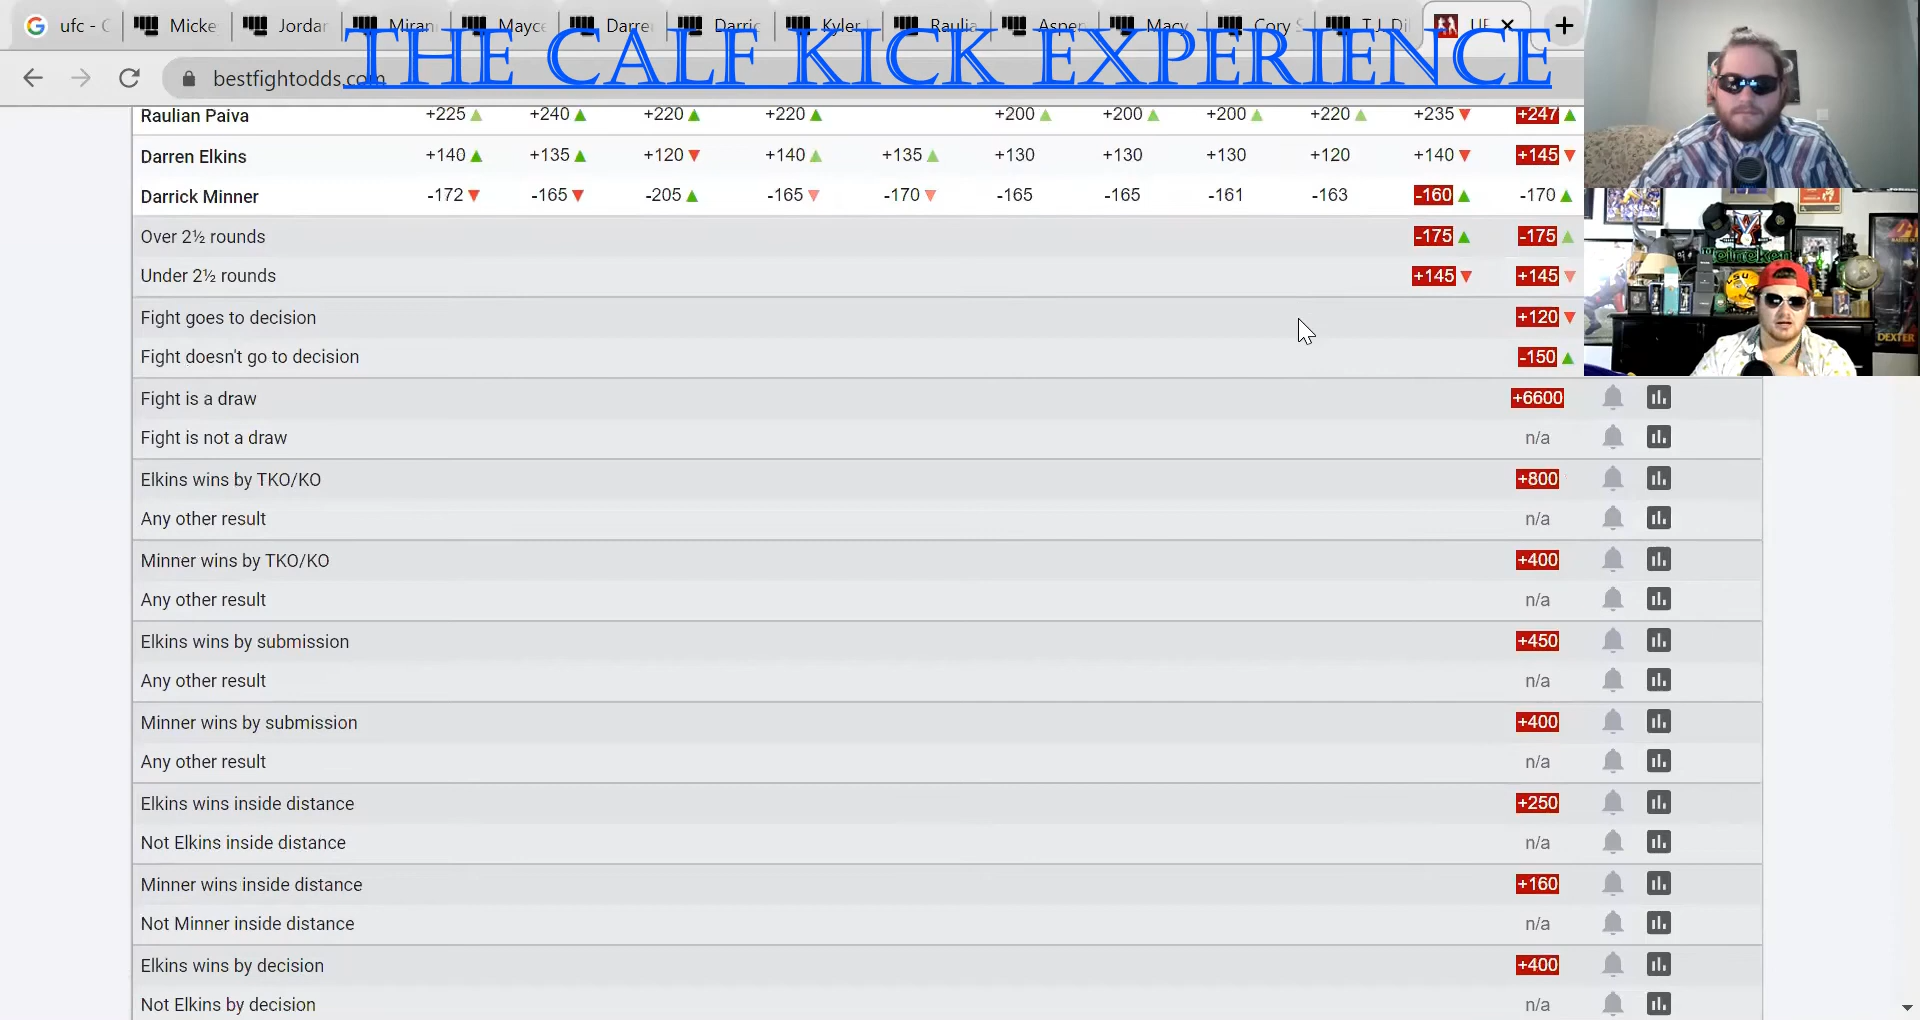 ufc - Micke Jordar Miran Mayce Darre Darric Kyler Raulia Asper Macy Cory S T.J. Dil UF
THE CALF KICK EXPERIENCE
bestfightodds.com
Raulian Paiva +225 +240 +220 +220 +200 +200 +200 +220 +235 +247
Darren Elkins +140 +135 +120 +140 +135 +130 +130 +130 +120 +140 +145
Darrick Minner -172 -165 -205 -165 -170 -165 -165 -161 -163 -160 -170
Over 2½ rounds -175 -175
Under 2½ rounds +145 +145
Fight goes to decision +120
Fight doesn't go to decision -150
Fight is a draw +6600
Fight is not a draw n/a
Elkins wins by TKO/KO +800
Any other result n/a
Minner wins by TKO/KO +400
Any other result n/a
Elkins wins by submission +450
Any other result n/a
Minner wins by submission +400
Any other result n/a
Elkins wins inside distance +250
Not Elkins inside distance n/a
Minner wins inside distance +160
Not Minner inside distance n/a
Elkins wins by decision +400
Not Elkins by decision n/a
Heineken
LSU
DEXTER